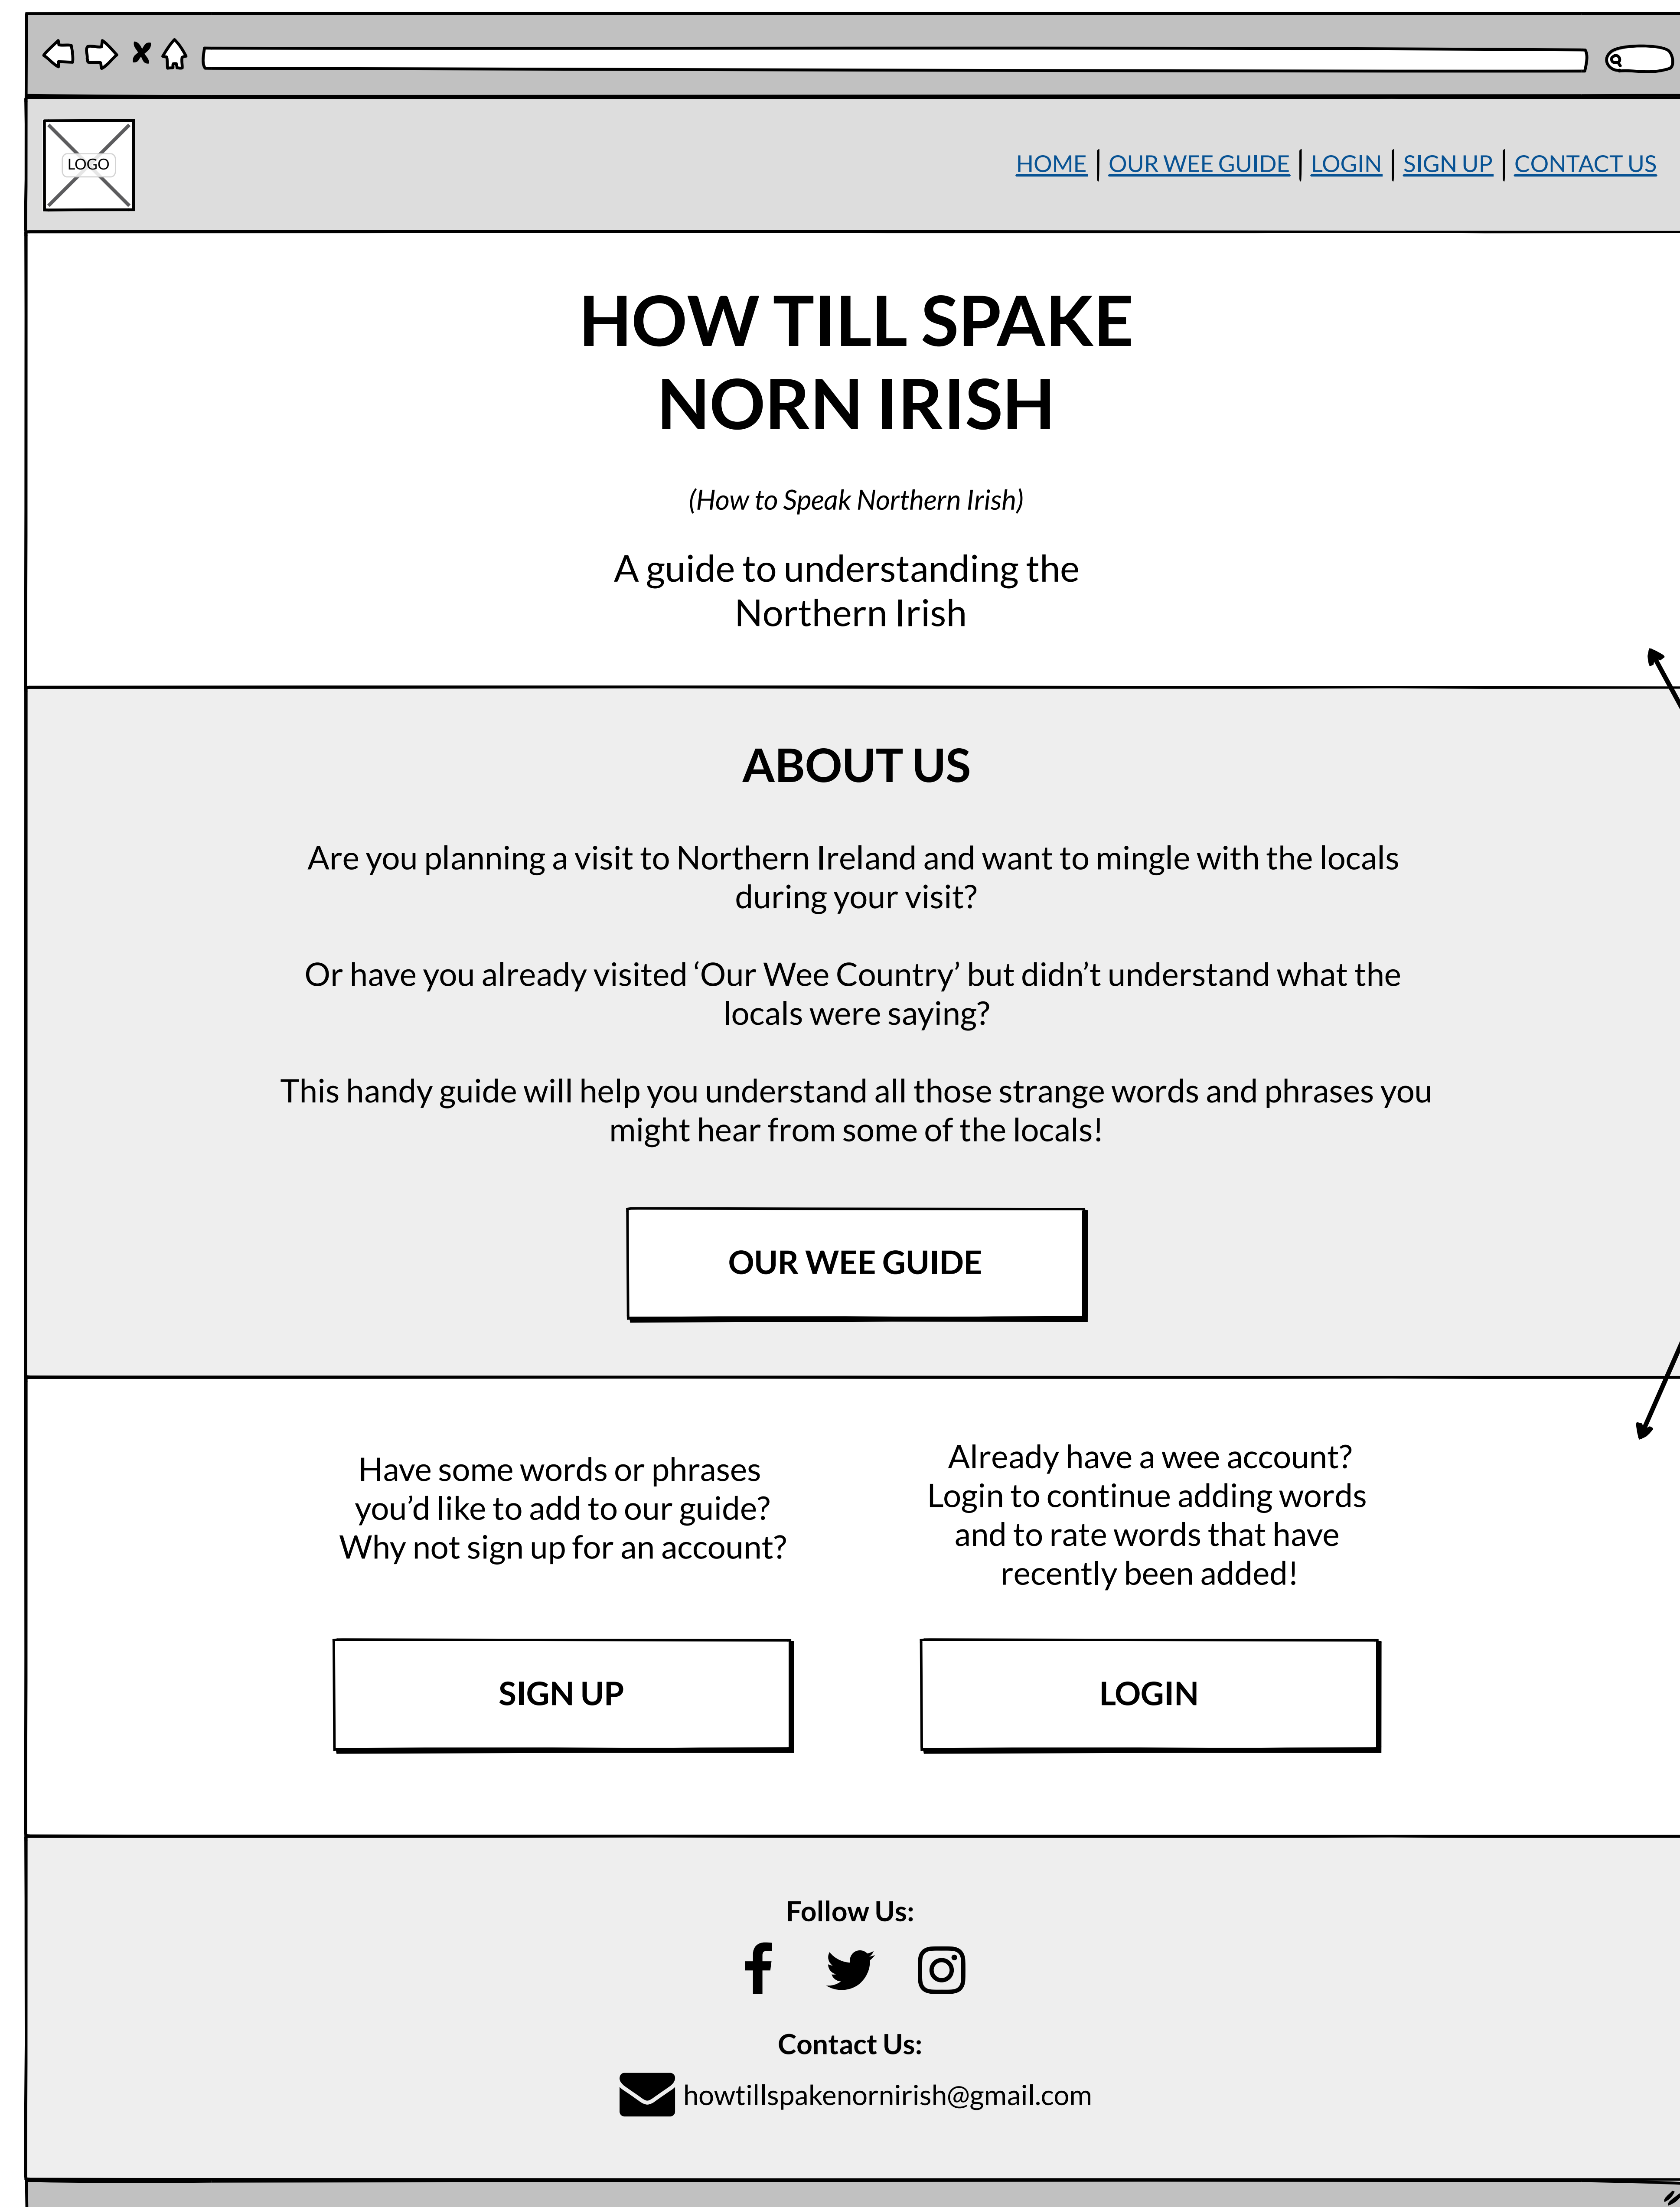 LOGO
HOME | OUR WEE GUIDE | LOGIN | SIGN UP | CONTACT US
HOW TILL SPAKE
NORN IRISH
(How to Speak Northern Irish)
A guide to understanding the
Northern Irish
ABOUT US
Are you planning a visit to Northern Ireland and want to mingle with the locals
during your visit?
Or have you already visited ‘Our Wee Country’ but didn’t understand what the
locals were saying?
This handy guide will help you understand all those strange words and phrases you
might hear from some of the locals!
OUR WEE GUIDE
Have some words or phrases
you’d like to add to our guide?
Why not sign up for an account?
SIGN UP
Already have a wee account?
Login to continue adding words
and to rate words that have
recently been added!
LOGIN
Follow Us:
Contact Us:
howtillspakenornirish@gmail.com